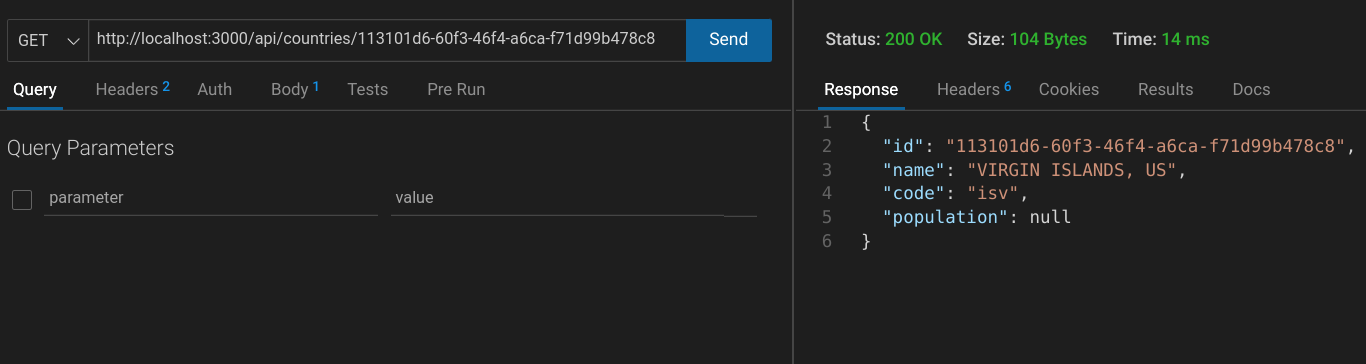 GET http://localhost:3000/api/countries/113101d6-60f3-46f4-a6ca-f71d99b478c8 Send
Query Headers 2 Auth Body 1 Tests Pre Run
Query Parameters
parameter value
Status: 200 OK Size: 104 Bytes Time: 14 ms
Response Headers 6 Cookies Results Docs
1 {
2 "id": "113101d6-60f3-46f4-a6ca-f71d99b478c8",
3 "name": "VIRGIN ISLANDS, US",
4 "code": "isv",
5 "population": null
6 }